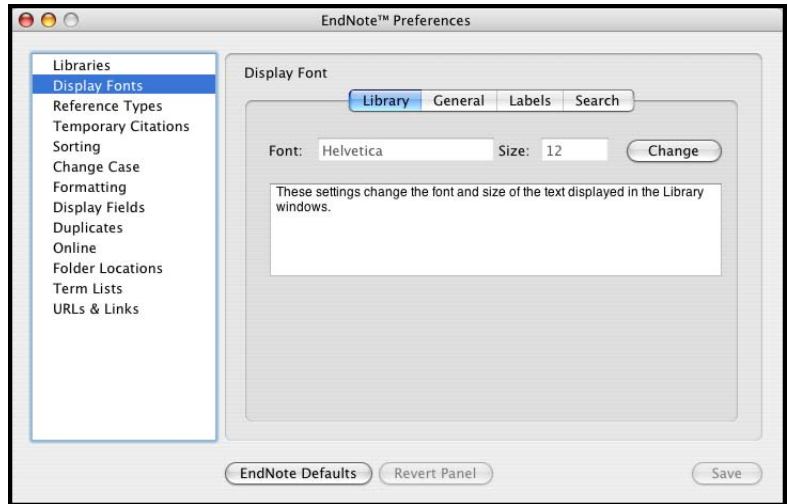 EndNote™ Preferences
Libraries
Display Fonts
Reference Types
Temporary Citations
Sorting
Change Case
Formatting
Display Fields
Duplicates
Online
Folder Locations
Term Lists
URLs & Links
Display Font
Library General Labels Search
Font: Helvetica Size: 12 Change
These settings change the font and size of the text displayed in the Library
windows.
EndNote Defaults Revert Panel Save